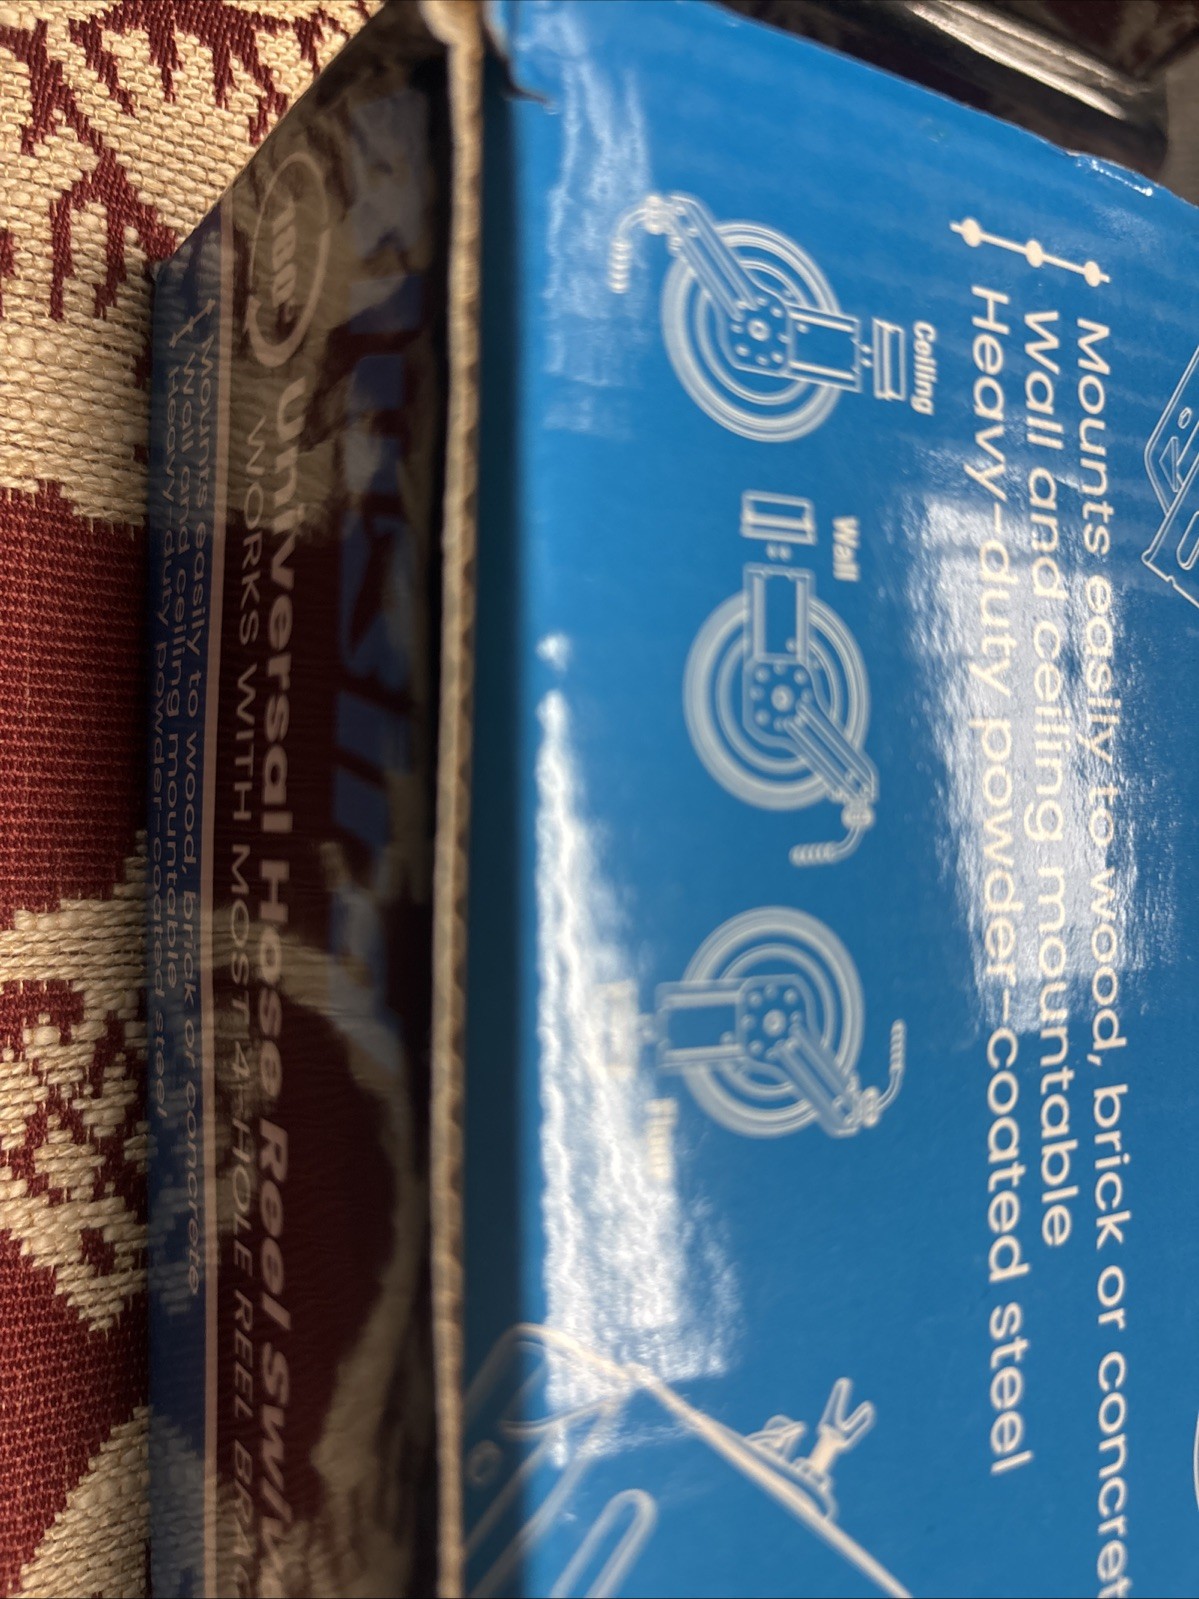 Mounts easily to wood, brick or concret
Wall and ceiling mountable
Heavy-duty powder-coated steel
Ceiling
Wall
Universal Hose Reel Swiv
WORKS WITH MOST 4-HOLE REEL BRAC
Mounts easily to wood, brick or concrete
Wall and ceiling mountable
Heavy-duty powder-coated steel